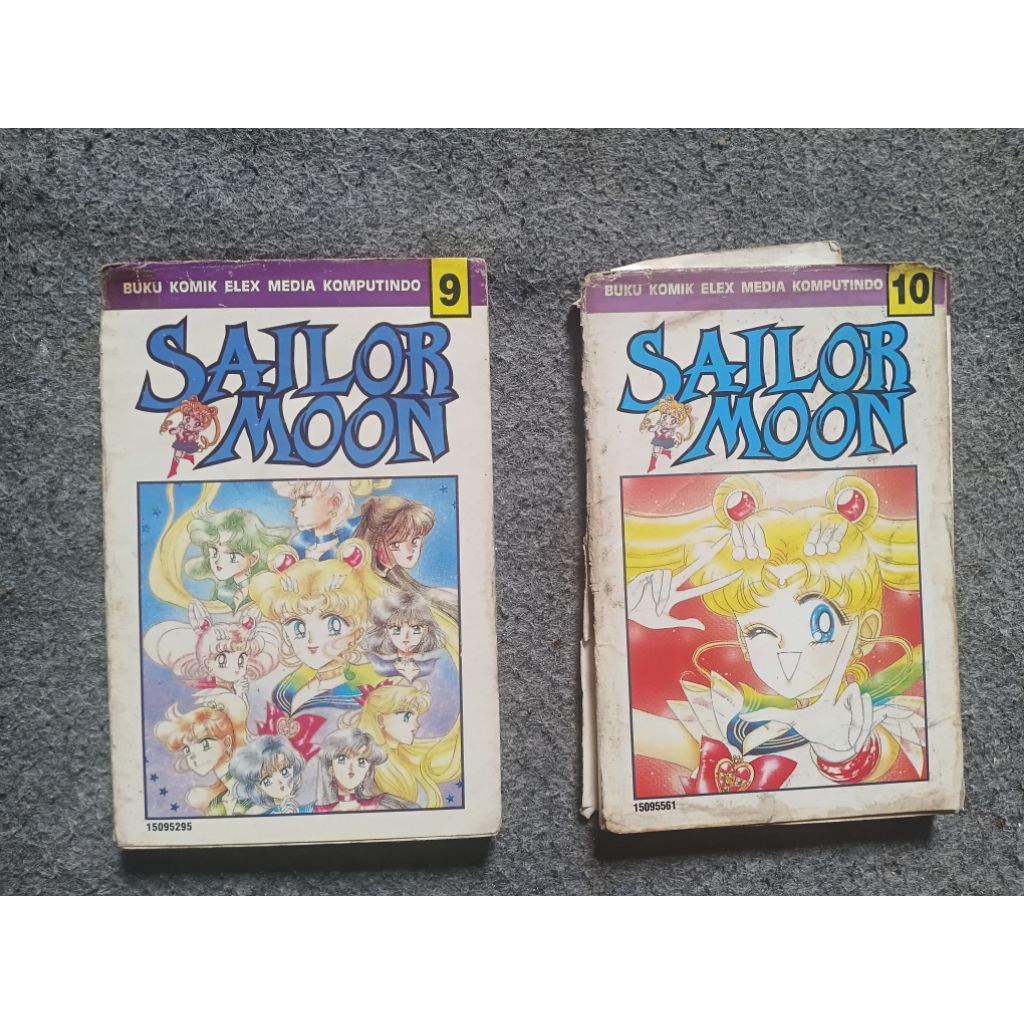 BUKU KOMIK ELEX MEDIA KOMPUTINDO 9
SAILOR
MOON
15095295
BUKU KOMIK ELEX MEDIA KOMPUTINDO 10
SAILOR
MOON
15095561